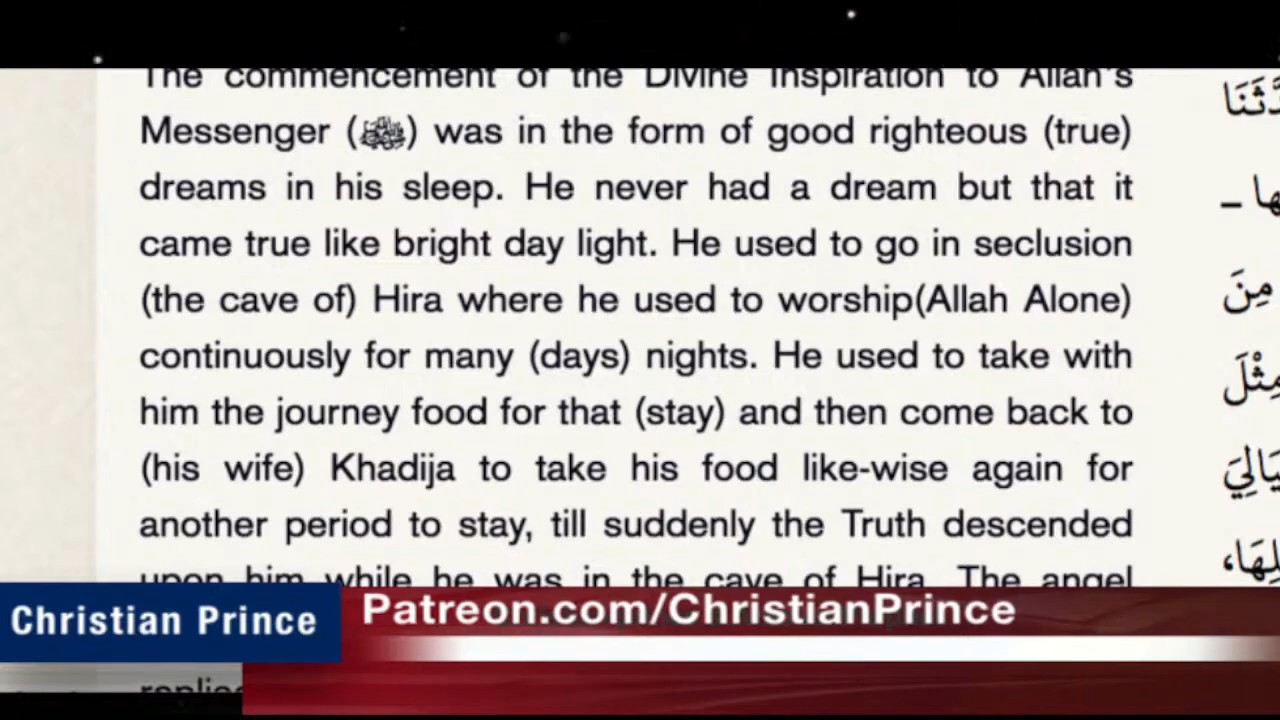 The commencement of the Divine Inspiration to Allah's
Messenger (ﷺ) was in the form of good righteous (true)
dreams in his sleep. He never had a dream but that it
came true like bright day light. He used to go in seclusion
(the cave of) Hira where he used to worship(Allah Alone)
continuously for many (days) nights. He used to take with
him the journey food for that (stay) and then come back to
(his wife) Khadija to take his food like-wise again for
another period to stay, till suddenly the Truth descended
upon him while he was in the cave of Hira. The angel
مِنَ
Christian Prince
Patreon.com/ChristianPrince